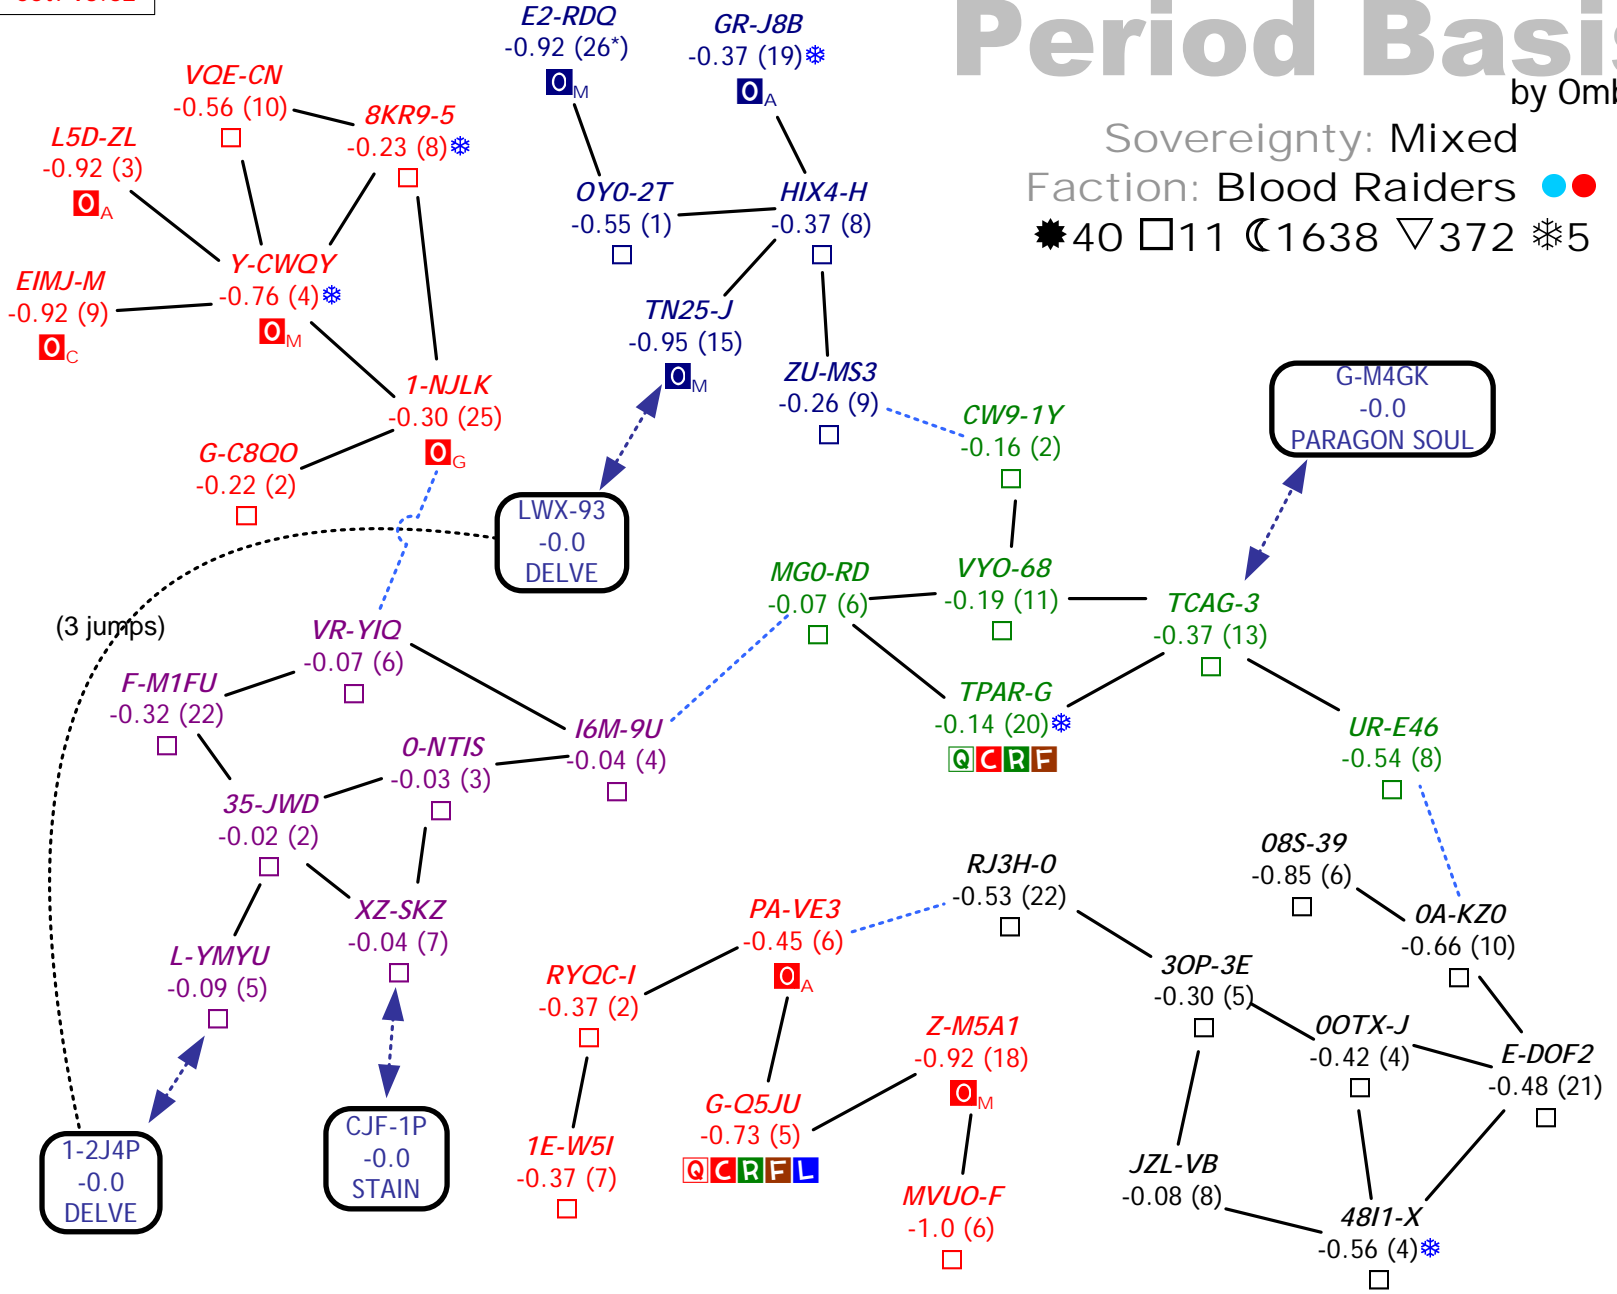 Period Basis
by Omb
Sovereignty: Mixed
Faction: Blood Raiders
40 11 1638 372 5
E2-RDQ
-0.92 (26*)
O M
GR-J8B
-0.37 (19)
O A
VQE-CN
-0.56 (10)
8KR9-5
-0.23 (8)
L5D-ZL
-0.92 (3)
O A
OY0-2T
-0.55 (1)
HIX4-H
-0.37 (8)
Y-CWQY
-0.76 (4)
O M
EIMJ-M
-0.92 (9)
O C
TN25-J
-0.95 (15)
O M
ZU-MS3
-0.26 (9)
1-NJLK
-0.30 (25)
O G
G-M4GK
-0.0
PARAGON SOUL
CW9-1Y
-0.16 (2)
G-C8QO
-0.22 (2)
LWX-93
-0.0
DELVE
MG0-RD
-0.07 (6)
VYO-68
-0.19 (11)
TCAG-3
-0.37 (13)
(3 jumps)
VR-YIQ
-0.07 (6)
F-M1FU
-0.32 (22)
TPAR-G
-0.14 (20)
Q C R F
I6M-9U
-0.04 (4)
UR-E46
-0.54 (8)
0-NTIS
-0.03 (3)
35-JWD
-0.02 (2)
08S-39
-0.85 (6)
RJ3H-0
-0.53 (22)
XZ-SKZ
-0.04 (7)
PA-VE3
-0.45 (6)
O A
0A-KZ0
-0.66 (10)
L-YMYU
-0.09 (5)
RYQC-I
-0.37 (2)
3OP-3E
-0.30 (5)
Z-M5A1
-0.92 (18)
O M
0OTX-J
-0.42 (4)
E-DOF2
-0.48 (21)
G-Q5JU
-0.73 (5)
Q C R F L
1-2J4P
-0.0
DELVE
CJF-1P
-0.0
STAIN
1E-W5I
-0.37 (7)
JZL-VB
-0.08 (8)
MVUO-F
-1.0 (6)
48I1-X
-0.56 (4)